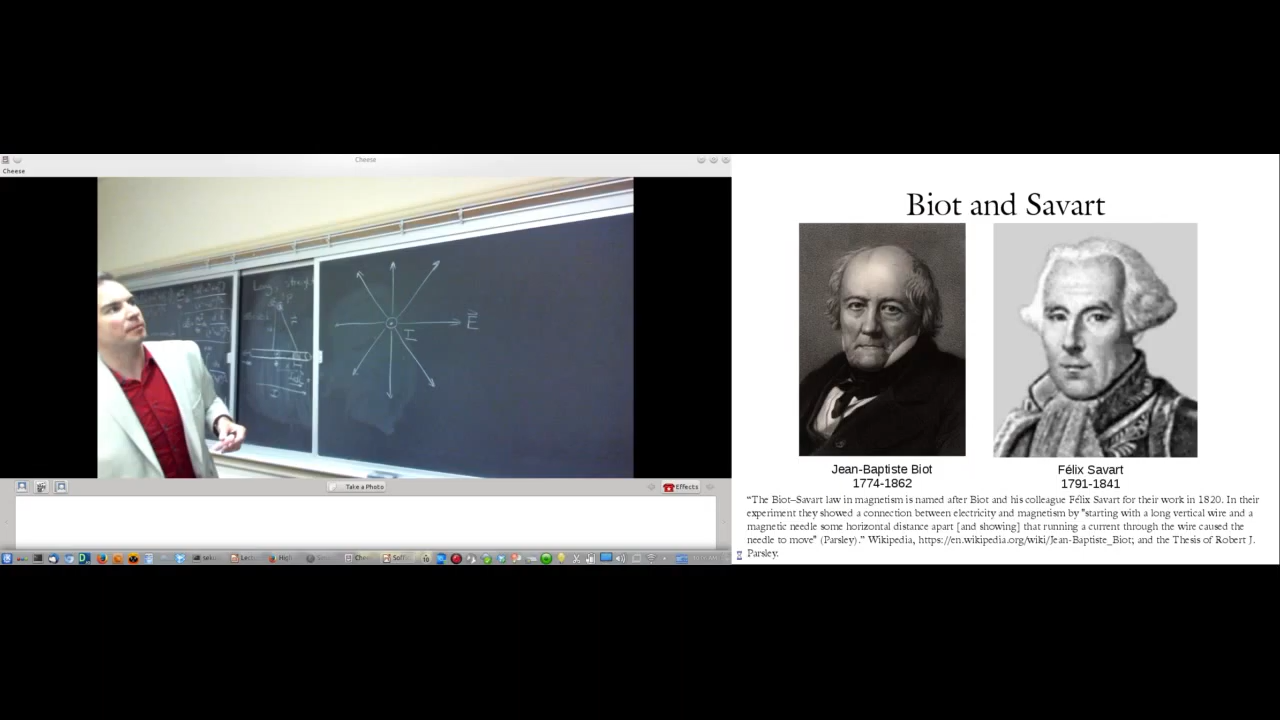 Cheese
Cheese
Long, straight
P
E
I
Take a Photo
Effects
Biot and Savart
Jean-Baptiste Biot
1774-1862
Félix Savart
1791-1841
“The Biot–Savart law in magnetism is named after Biot and his colleague Félix Savart for their work in 1820. In their
experiment they showed a connection between electricity and magnetism by "starting with a long vertical wire and a
magnetic needle some horizontal distance apart [and showing] that running a current through the wire caused the
needle to move" (Parsley).” Wikipedia, https://en.wikipedia.org/wiki/Jean-Baptiste_Biot; and the Thesis of Robert J.
Parsley.